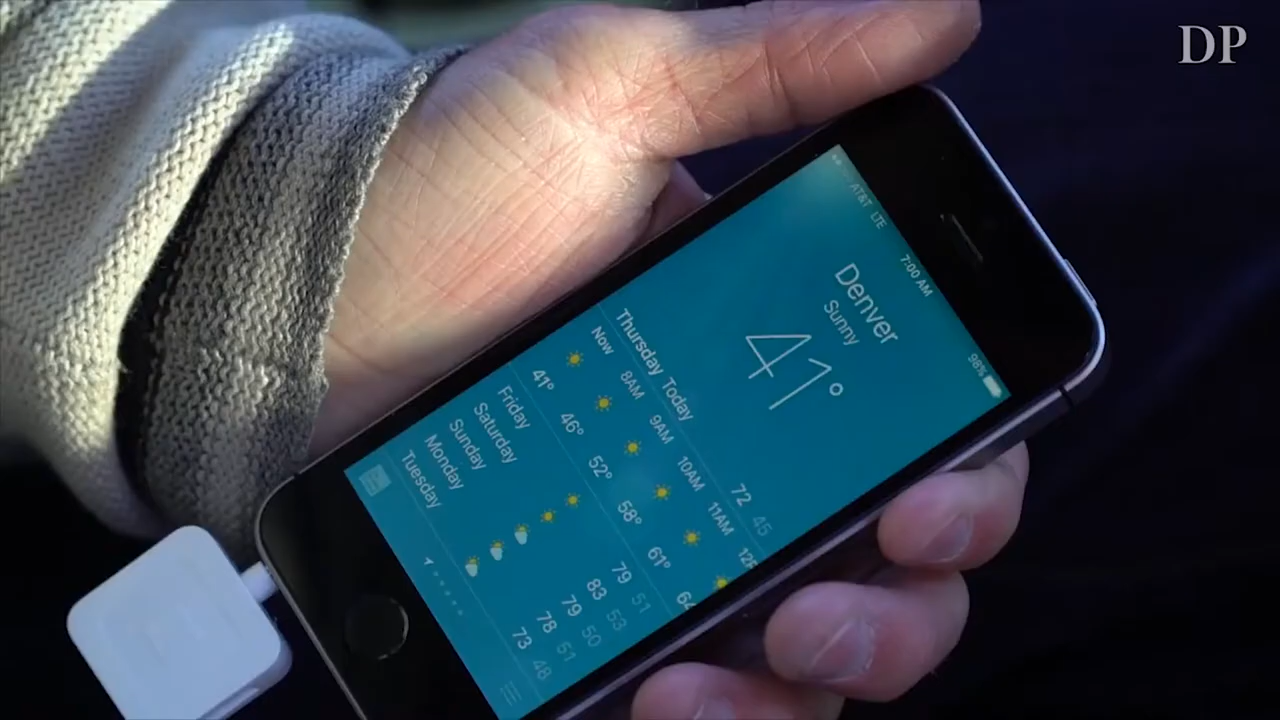 DP
AT&T LTE 7:00 AM 98%
Denver
Sunny
41°
Thursday Today 72 45
Now 8AM 9AM 10AM 11AM
41° 46° 52° 58° 61°
Friday 79 51
Saturday 83 53
Sunday 79 50
Monday 78 51
Tuesday 73 48